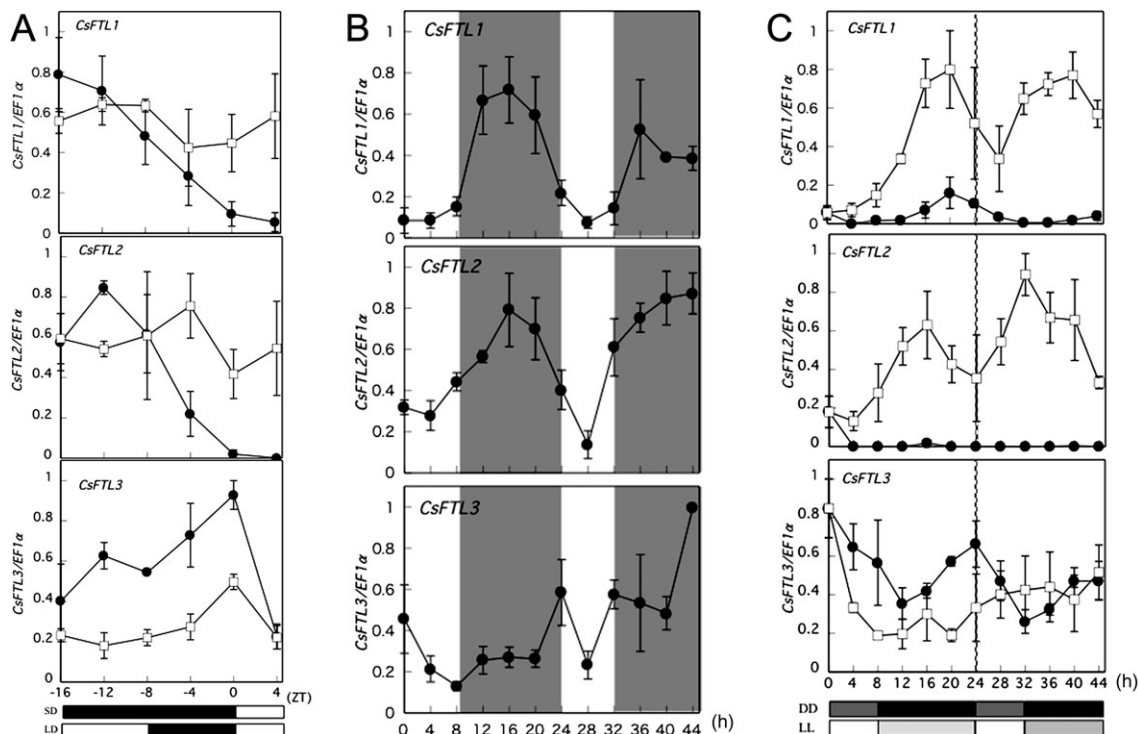 A
CsFTL1
CsFTL1/EF1α
1
0.8
0.6
0.4
0.2
0
CsFTL2
CsFTL2/EF1α
1
0.8
0.6
0.4
0.2
0
CsFTL3
CsFTL3/EF1α
1
0.8
0.6
0.4
0.2
0
-16 -12 -8 -4 0 4 (ZT)
SD
LD
B
CsFTL1
CsFTL1/EF1α
1
0.8
0.6
0.4
0.2
0
CsFTL2
CsFTL2/EF1α
1
0.8
0.6
0.4
0.2
0
CsFTL3
CsFTL3/EF1α
1
0.8
0.6
0.4
0.2
0
0 4 8 12 16 20 24 28 32 36 40 44 (h)
C
CsFTL1
CsFTL1/EF1α
1
0.8
0.6
0.4
0.2
0
CsFTL2
CsFTL2/EF1α
1
0.8
0.6
0.4
0.2
0
CsFTL3
CsFTL3/EF1α
1
0.8
0.6
0.4
0.2
0
0 4 8 12 16 20 24 28 32 36 40 44 (h)
DD
LL